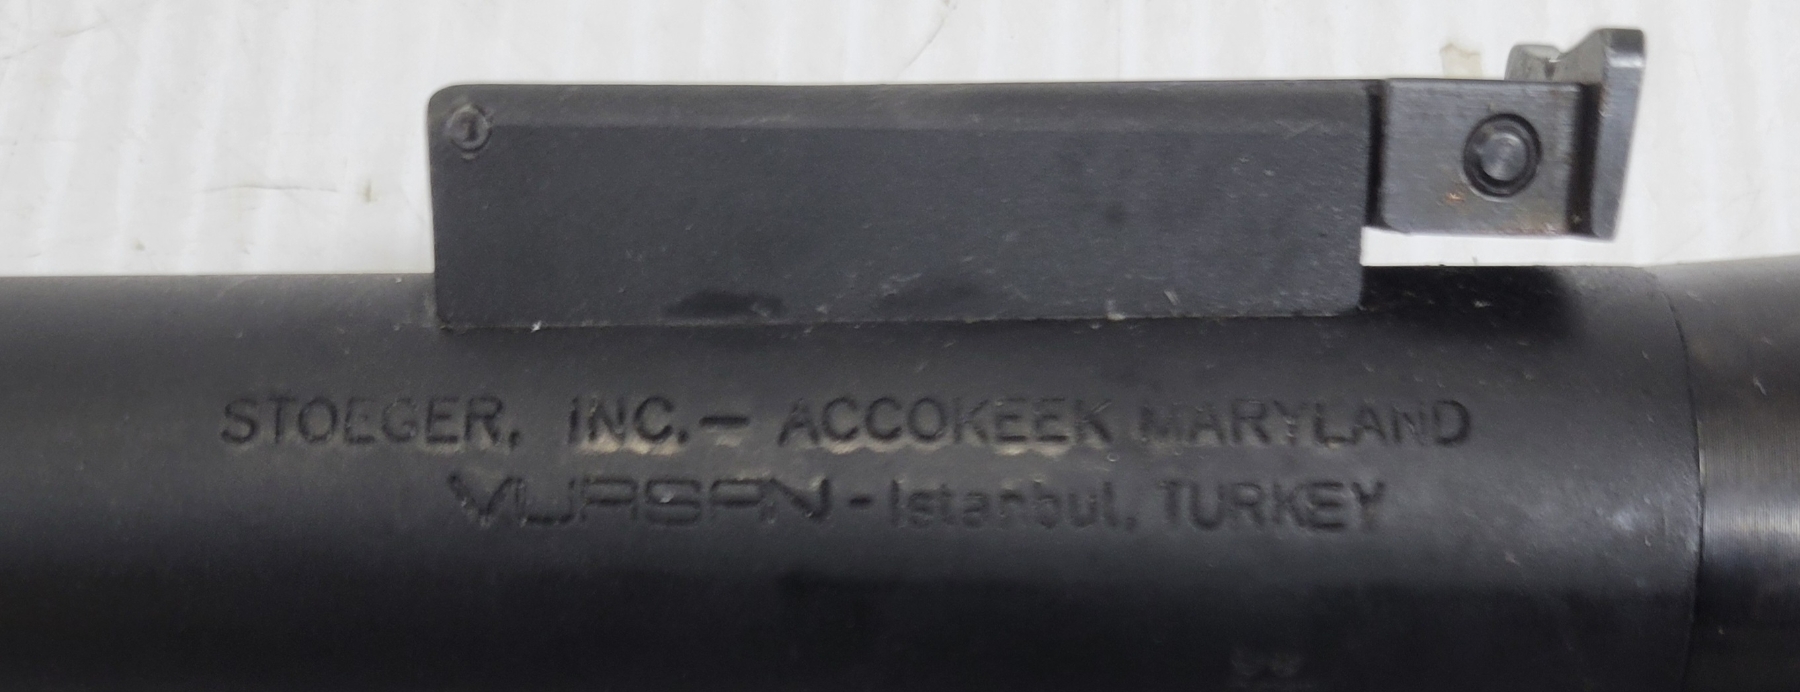 STOEGER, INC. - ACCOKEEK MARYLAND
VURSAN - Istanbul, TURKEY